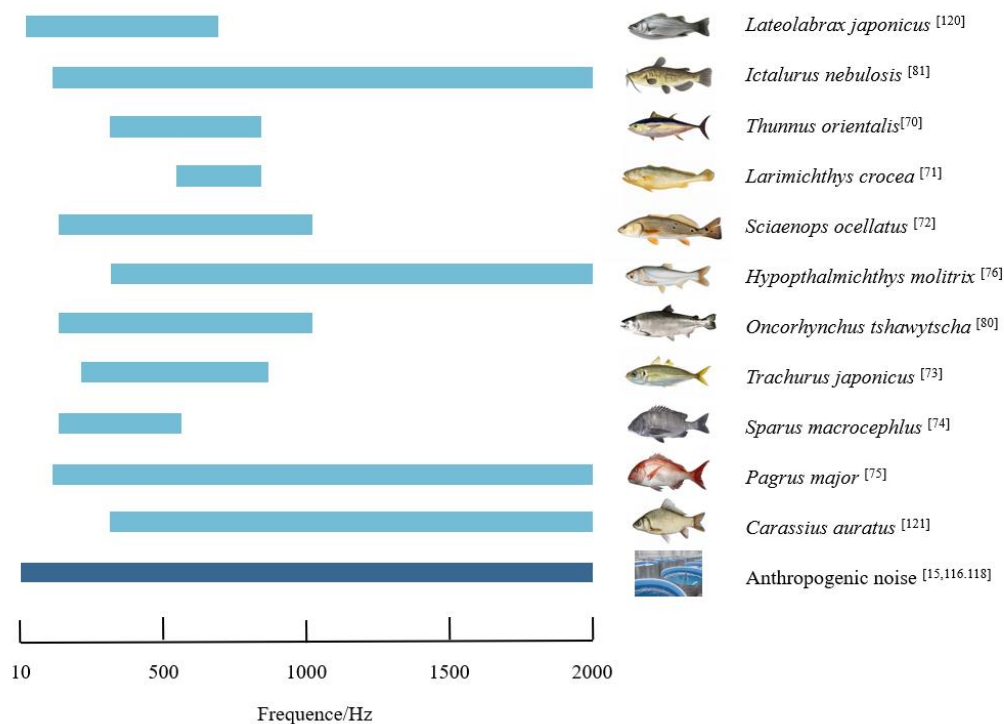 Lateolabrax japonicus [120]
Ictalurus nebulosis [81]
Thunnus orientalis[70]
Larimichthys crocea [71]
Sciaenops ocellatus [72]
Hypopthalmichthys molitrix [76]
Oncorhynchus tshawytscha [80]
Trachurus japonicus [73]
Sparus macrocephlus [74]
Pagrus major [75]
Carassius auratus [121]
Anthropogenic noise [15,116.118]
10 500 1000 1500 2000
Frequence/Hz